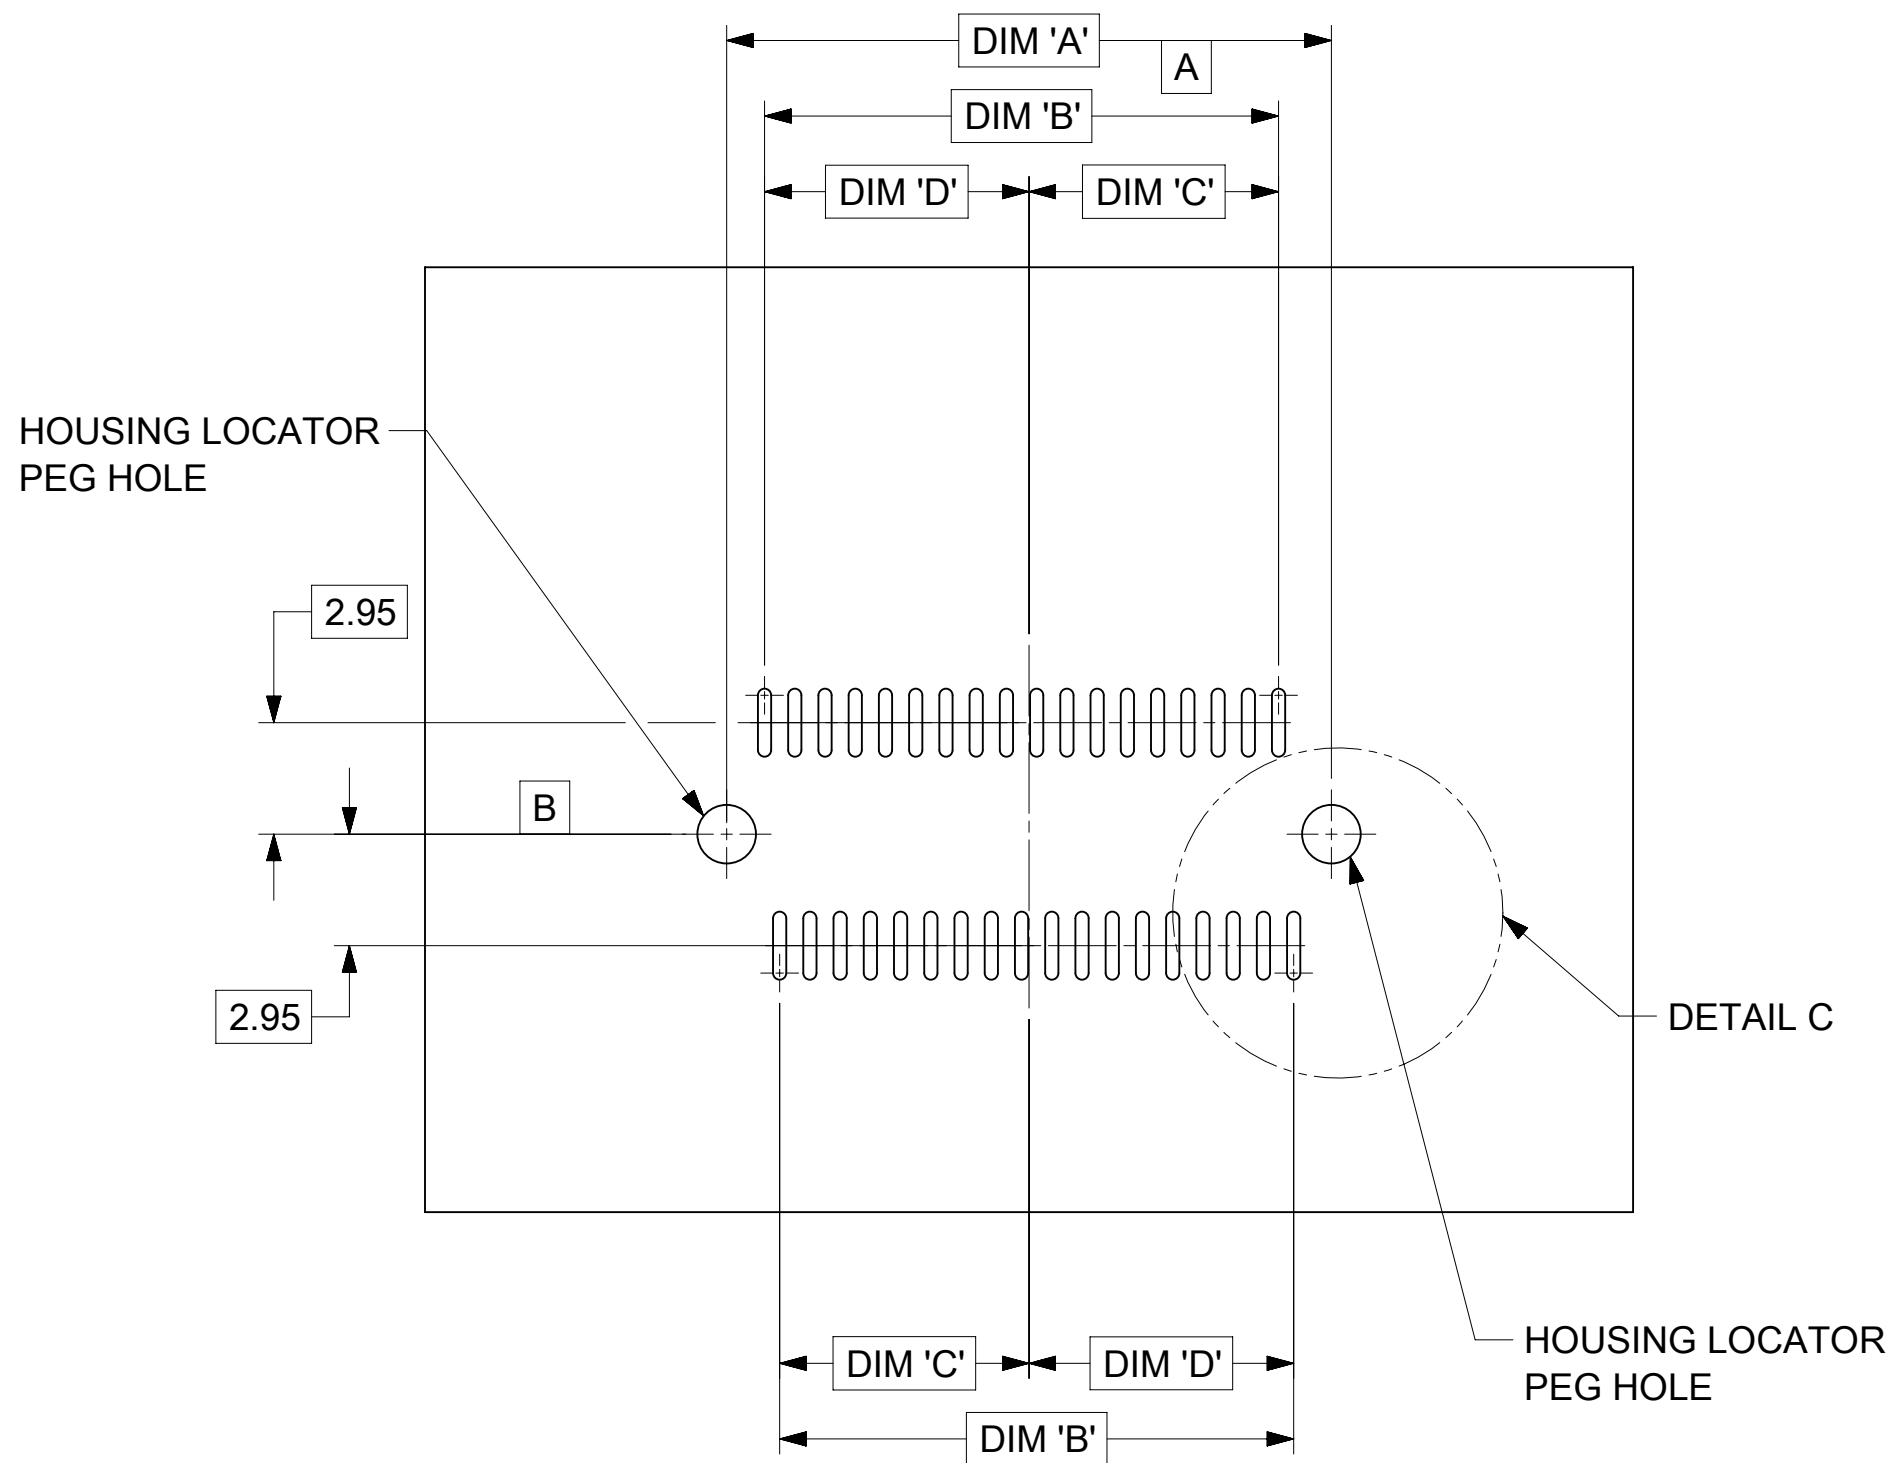 DIM 'A'
A
DIM 'B'
DIM 'D'
DIM 'C'
HOUSING LOCATOR
PEG HOLE
2.95
B
2.95
DETAIL C
HOUSING LOCATOR
PEG HOLE
DIM 'C'
DIM 'D'
DIM 'B'